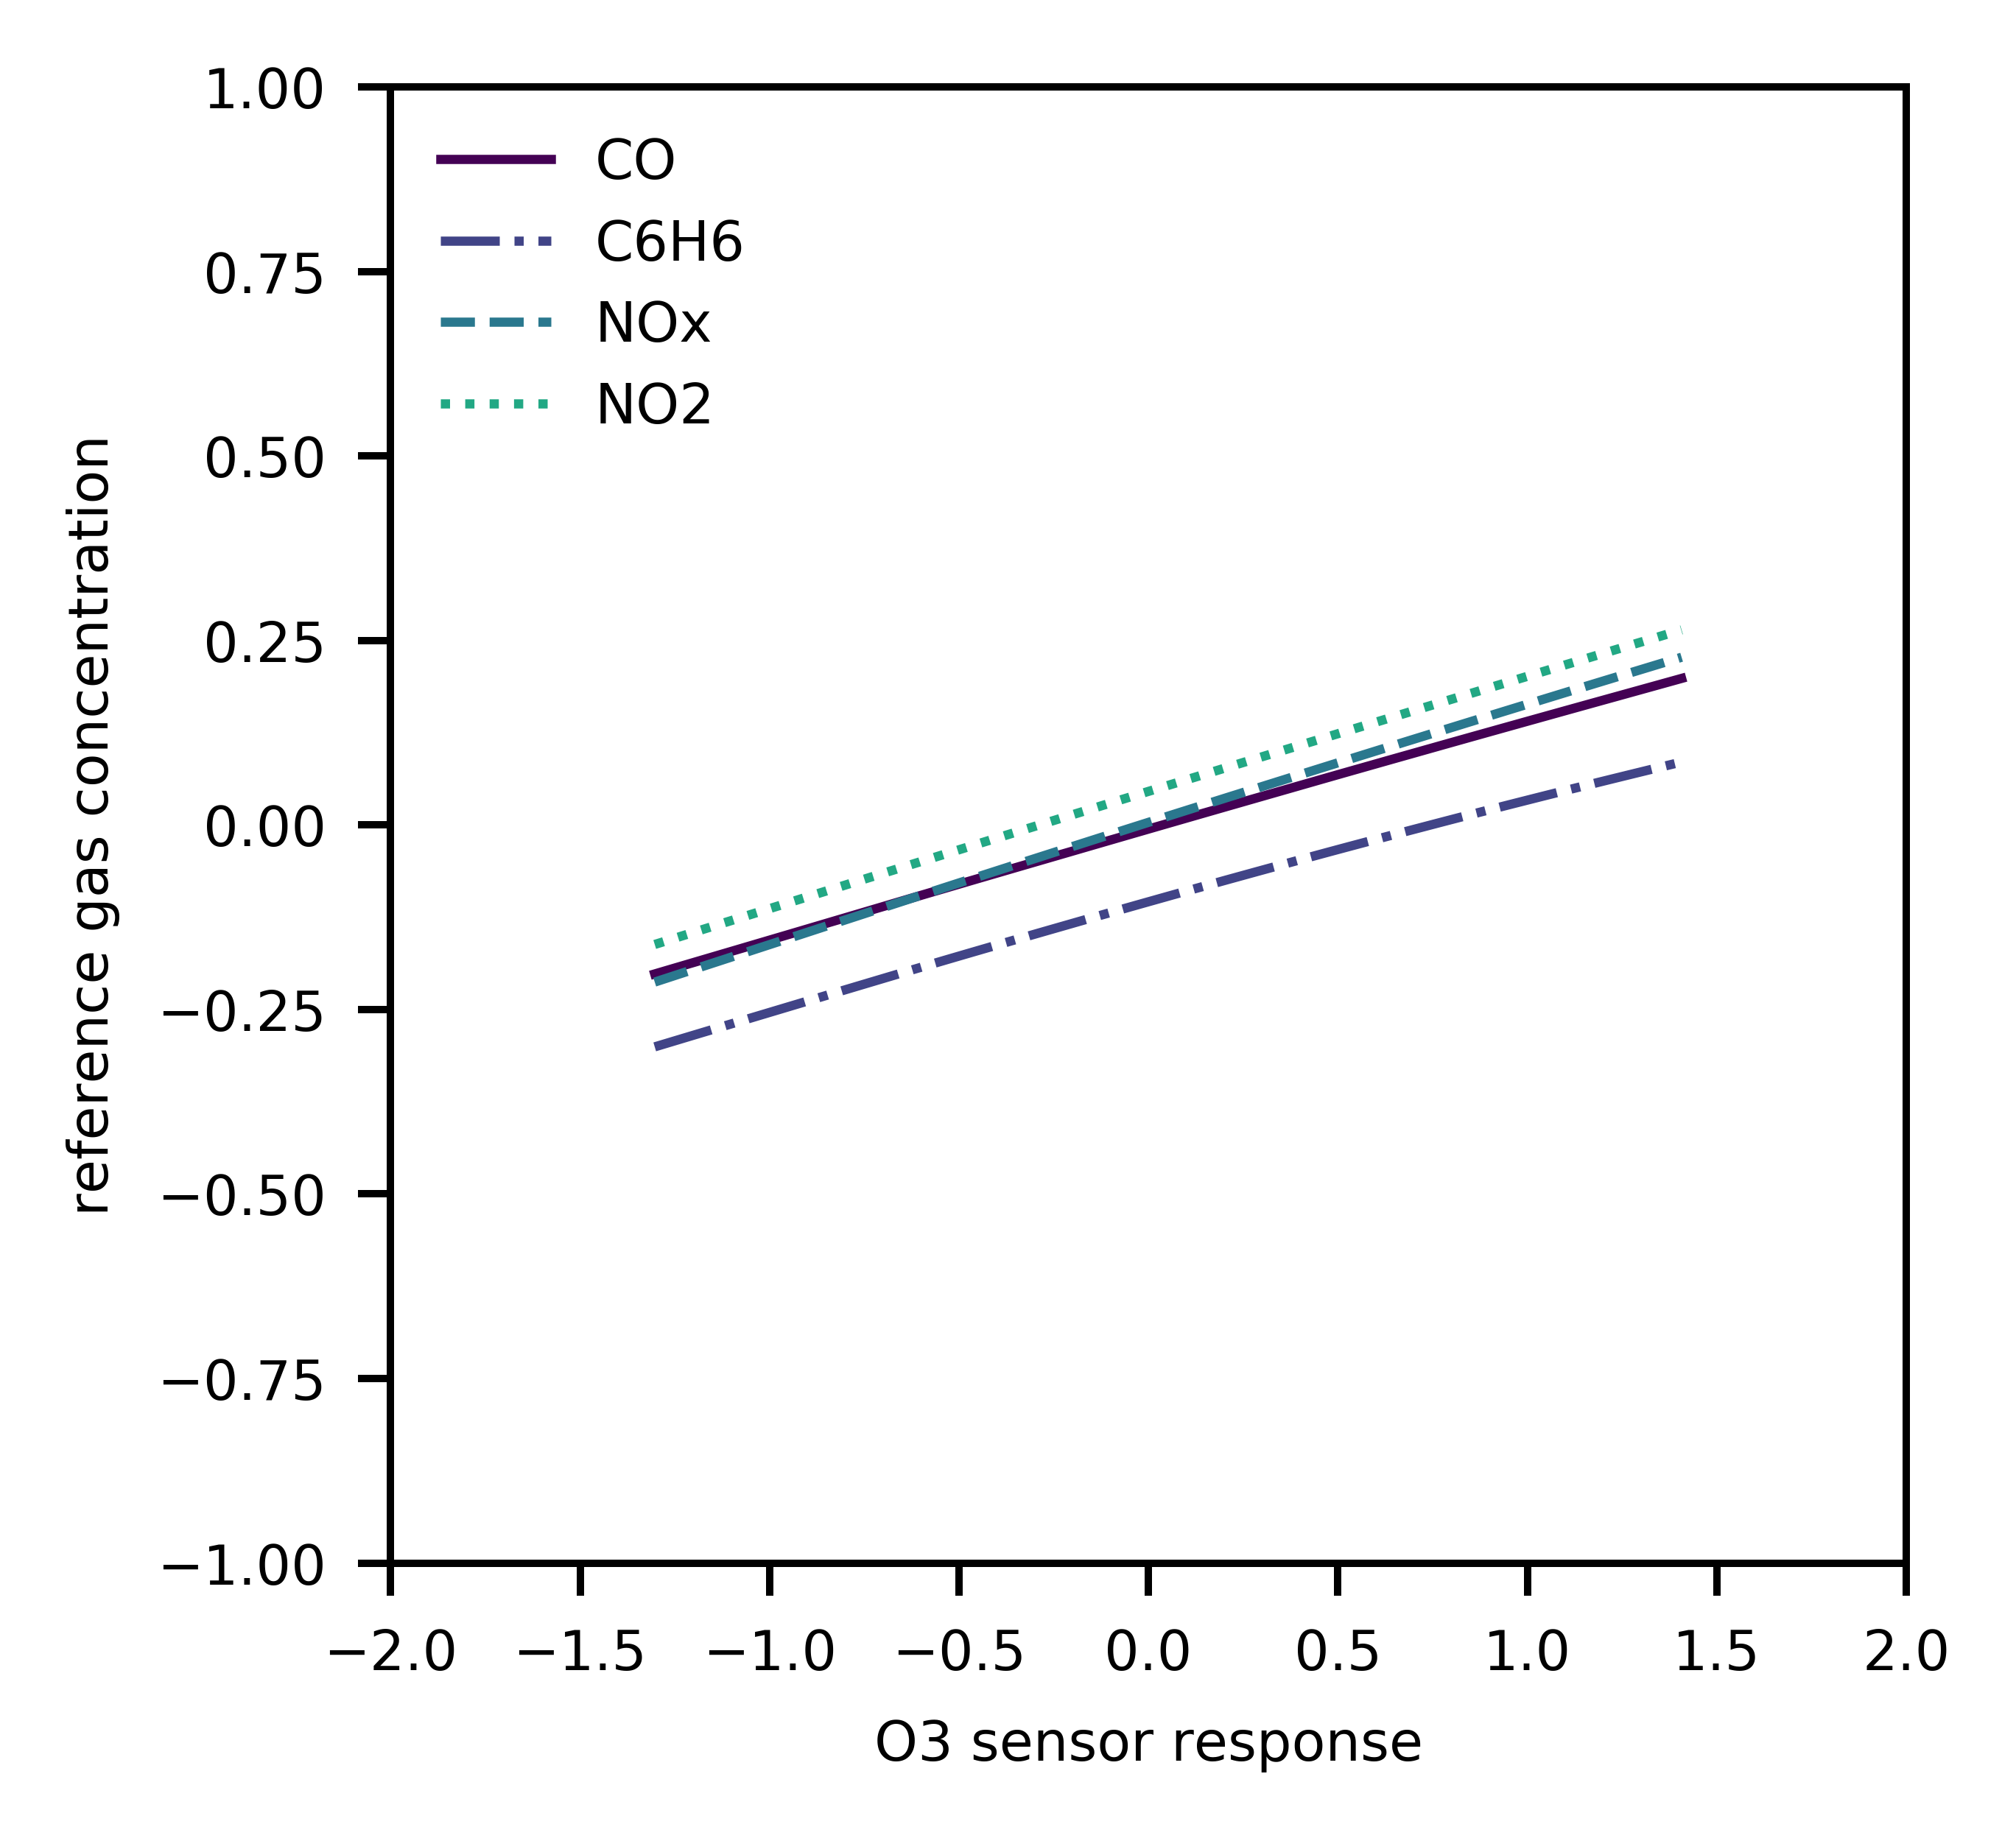 1.00
0.75
0.50
0.25
0.00
−0.25
−0.50
−0.75
−1.00
reference gas concentration
CO
C6H6
NOx
NO2
−2.0 −1.5 −1.0 −0.5 0.0 0.5 1.0 1.5 2.0
O3 sensor response